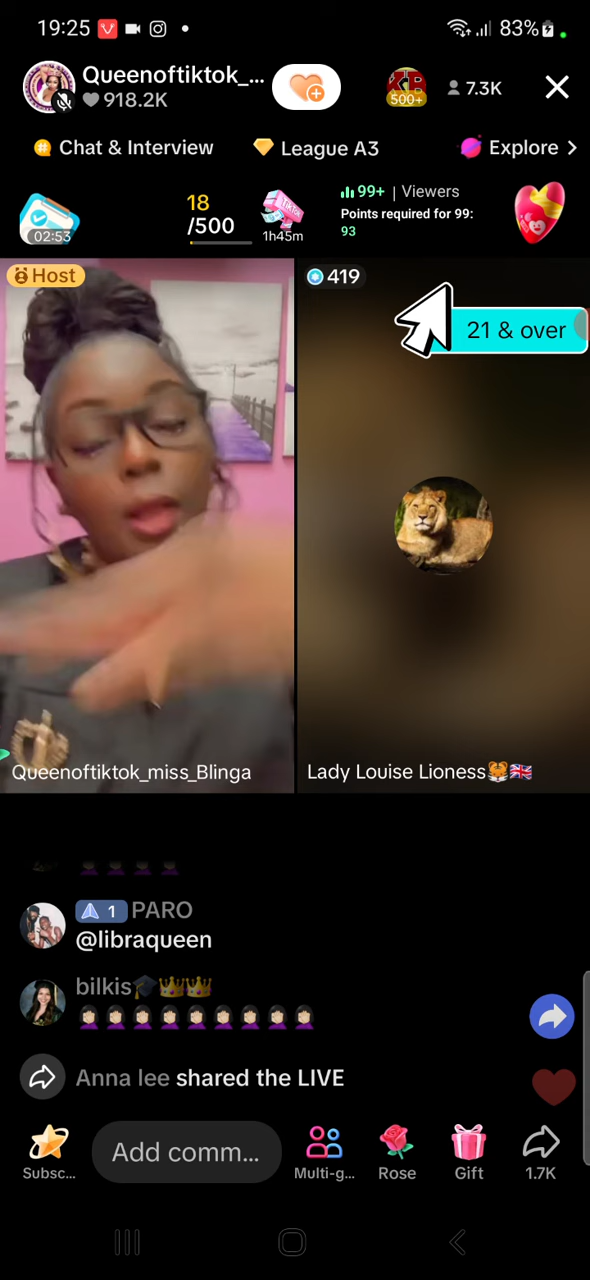 19:25
83%
Queenoftiktok_...
918.2K
500+
7.3K
Chat & Interview
League A3
Explore
02:53
18
/500
1h45m
99+ | Viewers
Points required for 99:
93
Host
419
21 & over
Queenoftiktok_miss_Blinga
Lady Louise Lioness🐯🇬🇧
1 PARO
@libraqueen
bilkis🎓👑👑
🤦🏻‍♀️🤦🏻‍♀️🤦🏻‍♀️🤦🏻‍♀️🤦🏻‍♀️🤦🏻‍♀️🤦🏻‍♀️🤦🏻‍♀️🤦🏻‍♀️
Anna lee shared the LIVE
Add comm...
Subsc...
Multi-g...
Rose
Gift
1.7K